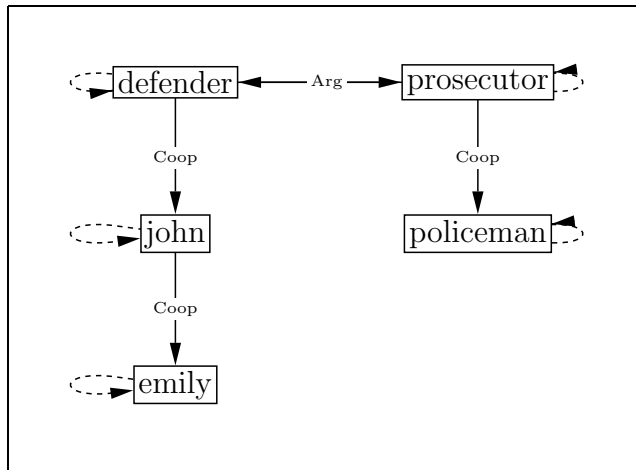 defender Arg prosecutor
Coop Coop
john policeman
Coop
emily